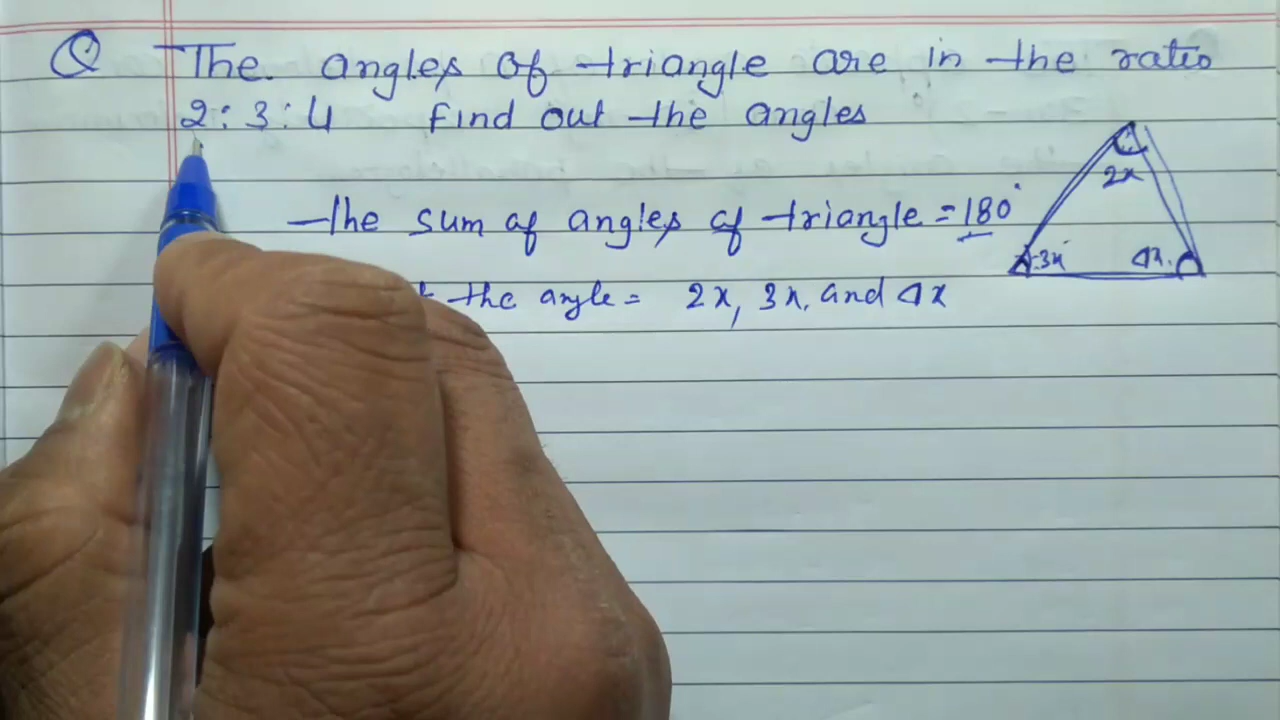 Q The angles of triangle are in the ratio
2:3:4 find out the angles
the sum of angles of triangle = 180°
the angle = 2x, 3x, and 4x
2x
3x
4x